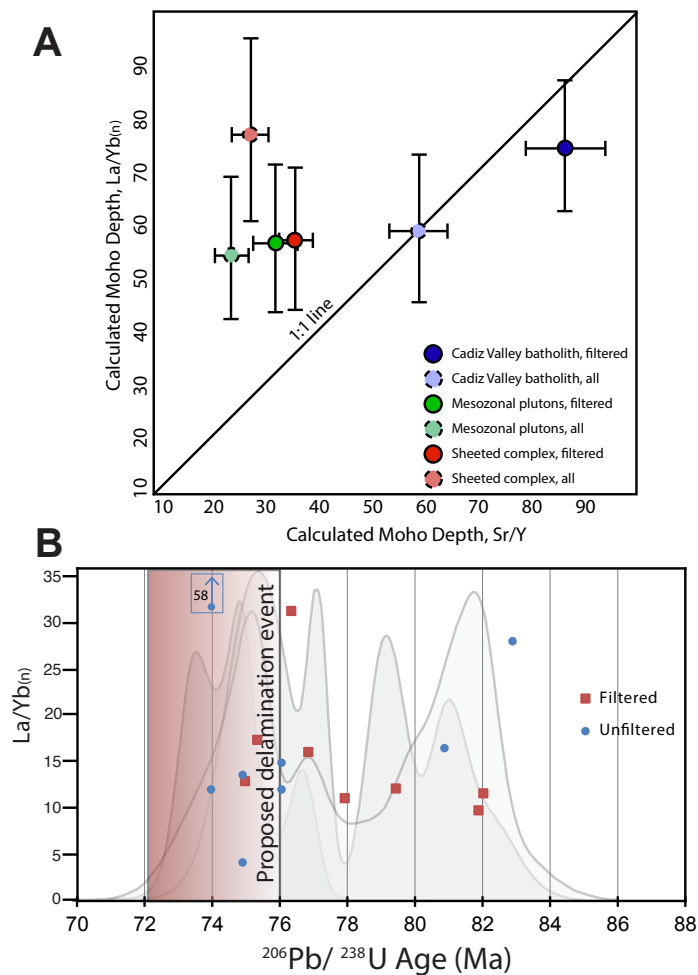 A
Calculated Moho Depth, La/Yb(n)
90
80
70
60
50
40
30
20
10
1:1 line
Cadiz Valley batholith, filtered
Cadiz Valley batholith, all
Mesozonal plutons, filtered
Mesozonal plutons, all
Sheeted complex, filtered
Sheeted complex, all
10 20 30 40 50 60 70 80 90
Calculated Moho Depth, Sr/Y
B
La/Yb(n)
35
30
25
20
15
10
5
0
58
Proposed delamination event
Filtered
Unfiltered
70 72 74 76 78 80 82 84 86 88
206Pb/ 238U Age (Ma)